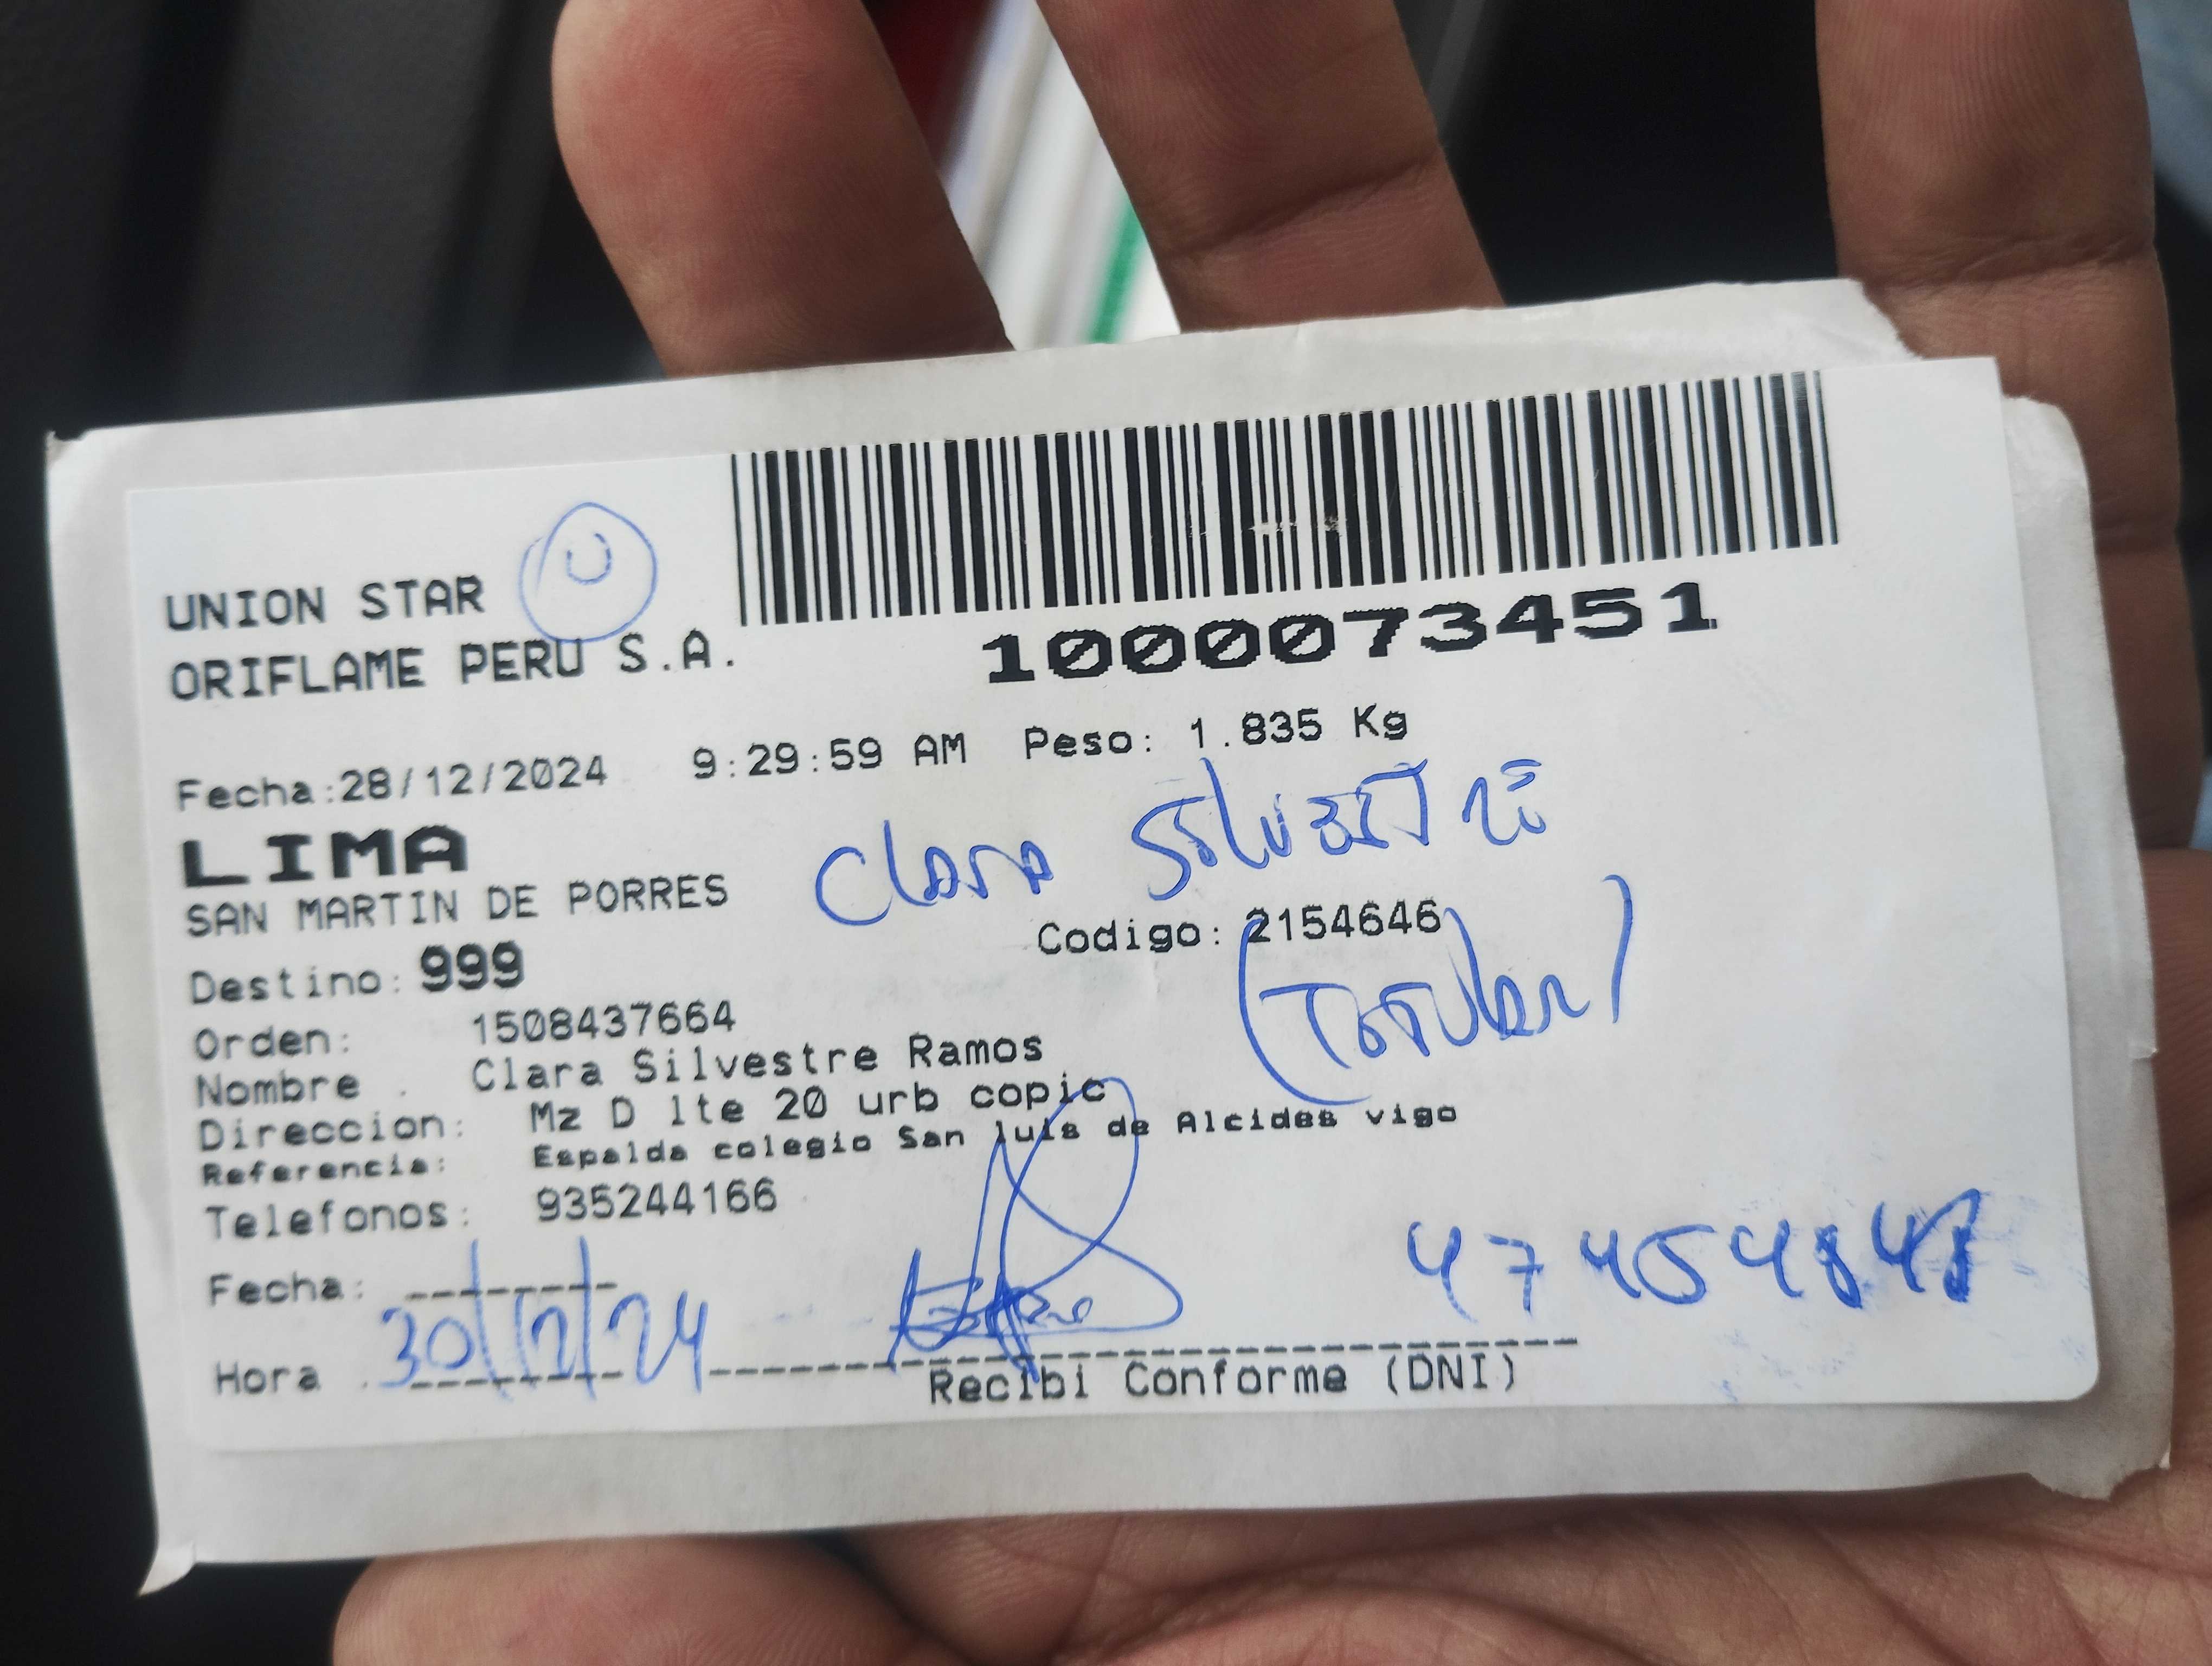 UNION STAR
ORIFLAME PERU S.A.
1000073451
Fecha:28/12/2024 9:29:59 AM Peso: 1.835 Kg
LIMA
Clara Silvestre
SAN MARTIN DE PORRES
Codigo: 2154646
Destino: 999
(Titular)
Orden: 1508437664
Nombre . Clara Silvestre Ramos
Direccion: Mz D lte 20 urb copic
Referencia: Espalda colegio San luis de Alcides vigo
Telefonos: 935244166
Fecha:
30/12/24
Hora .
Recibi Conforme (DNI)